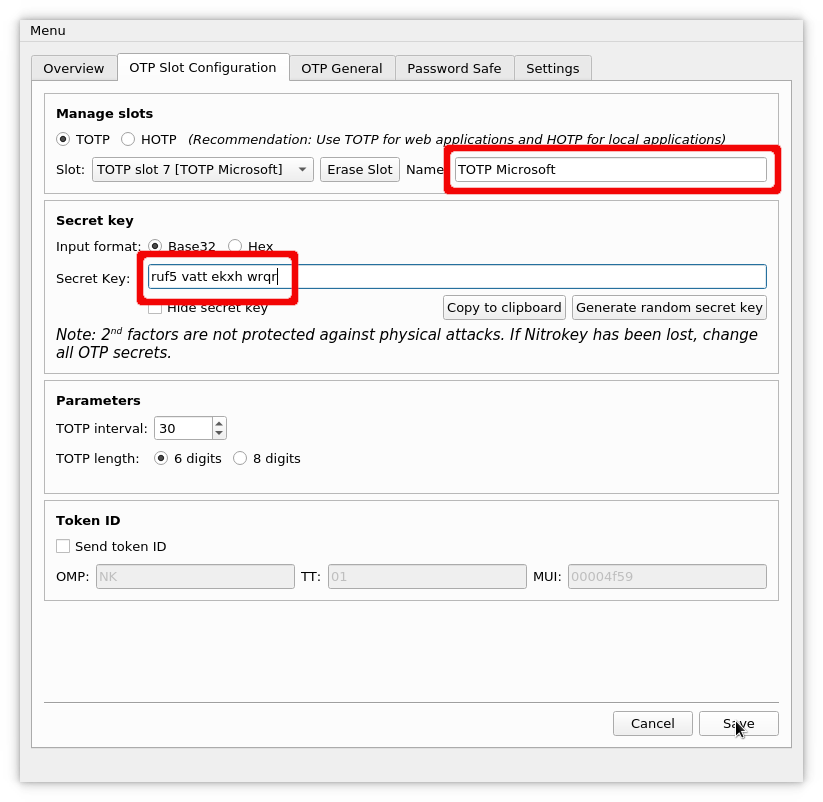 Menu
Overview OTP Slot Configuration OTP General Password Safe Settings
Manage slots
TOTP HOTP (Recommendation: Use TOTP for web applications and HOTP for local applications)
Slot: TOTP slot 7 [TOTP Microsoft] Erase Slot Name TOTP Microsoft
Secret key
Input format: Base32 Hex
Secret Key: ruf5 vatt ekxh wrqr
Hide secret key Copy to clipboard Generate random secret key
Note: 2nd factors are not protected against physical attacks. If Nitrokey has been lost, change
all OTP secrets.
Parameters
TOTP interval: 30
TOTP length: 6 digits 8 digits
Token ID
Send token ID
OMP: NK TT: 01 MUI: 00004f59
Cancel Save